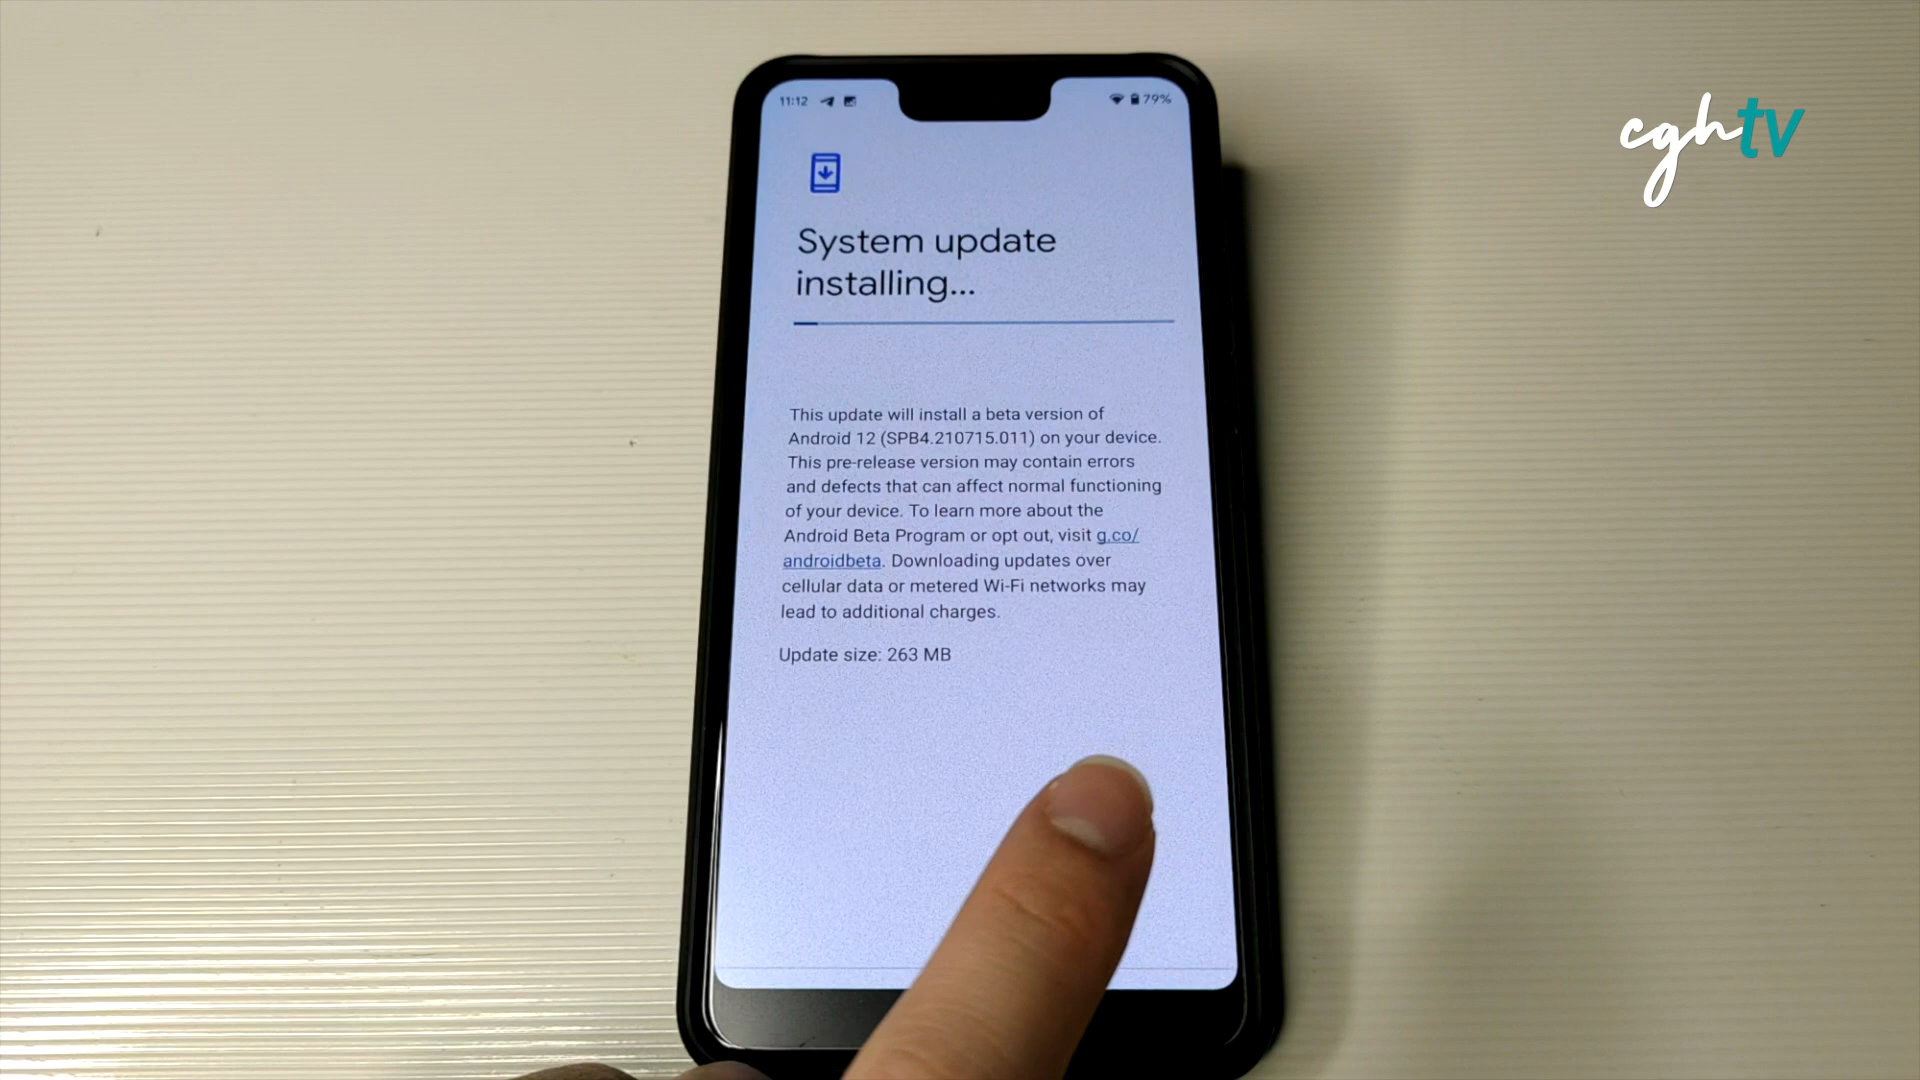 11:12
79%
cghtv
System update
installing...
This update will install a beta version of
Android 12 (SPB4.210715.011) on your device.
This pre-release version may contain errors
and defects that can affect normal functioning
of your device. To learn more about the
Android Beta Program or opt out, visit g.co/
androidbeta. Downloading updates over
cellular data or metered Wi-Fi networks may
lead to additional charges.
Update size: 263 MB